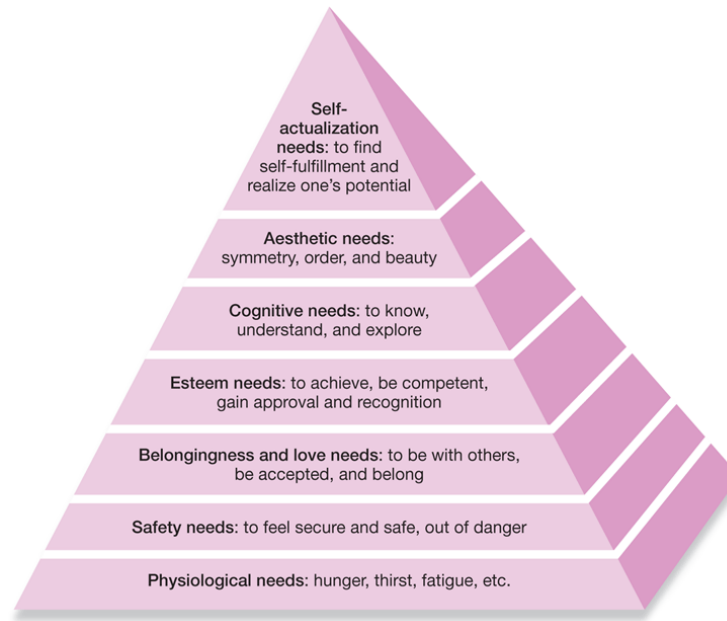 Self-
actualization
needs: to find
self-fulfillment and
realize one's potential
Aesthetic needs:
symmetry, order, and beauty
Cognitive needs: to know,
understand, and explore
Esteem needs: to achieve, be competent,
gain approval and recognition
Belongingness and love needs: to be with others,
be accepted, and belong
Safety needs: to feel secure and safe, out of danger
Physiological needs: hunger, thirst, fatigue, etc.